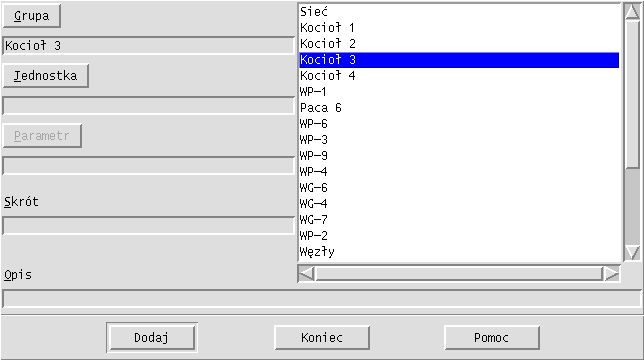 Grupa
Kocioł 3
Jednostka
Parametr
Skrót
Opis
Sieć
Kocioł 1
Kocioł 2
Kocioł 3
Kocioł 4
WP-1
Paca 6
WP-6
WP-3
WP-9
WP-4
WG-6
WG-4
WG-7
WP-2
Węzły
Dodaj
Koniec
Pomoc